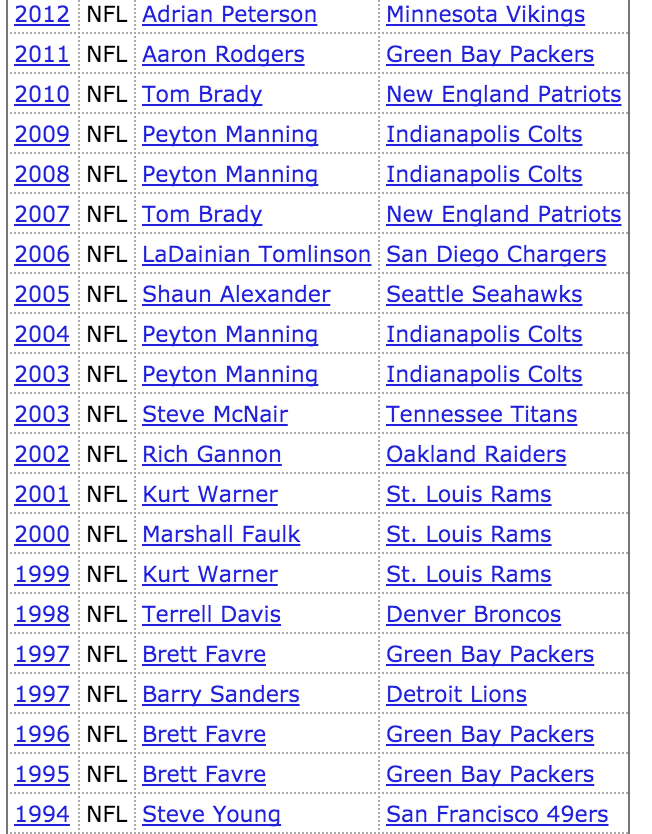 2012 NFL Adrian Peterson Minnesota Vikings
2011 NFL Aaron Rodgers Green Bay Packers
2010 NFL Tom Brady New England Patriots
2009 NFL Peyton Manning Indianapolis Colts
2008 NFL Peyton Manning Indianapolis Colts
2007 NFL Tom Brady New England Patriots
2006 NFL LaDainian Tomlinson San Diego Chargers
2005 NFL Shaun Alexander Seattle Seahawks
2004 NFL Peyton Manning Indianapolis Colts
2003 NFL Peyton Manning Indianapolis Colts
2003 NFL Steve McNair Tennessee Titans
2002 NFL Rich Gannon Oakland Raiders
2001 NFL Kurt Warner St. Louis Rams
2000 NFL Marshall Faulk St. Louis Rams
1999 NFL Kurt Warner St. Louis Rams
1998 NFL Terrell Davis Denver Broncos
1997 NFL Brett Favre Green Bay Packers
1997 NFL Barry Sanders Detroit Lions
1996 NFL Brett Favre Green Bay Packers
1995 NFL Brett Favre Green Bay Packers
1994 NFL Steve Young San Francisco 49ers